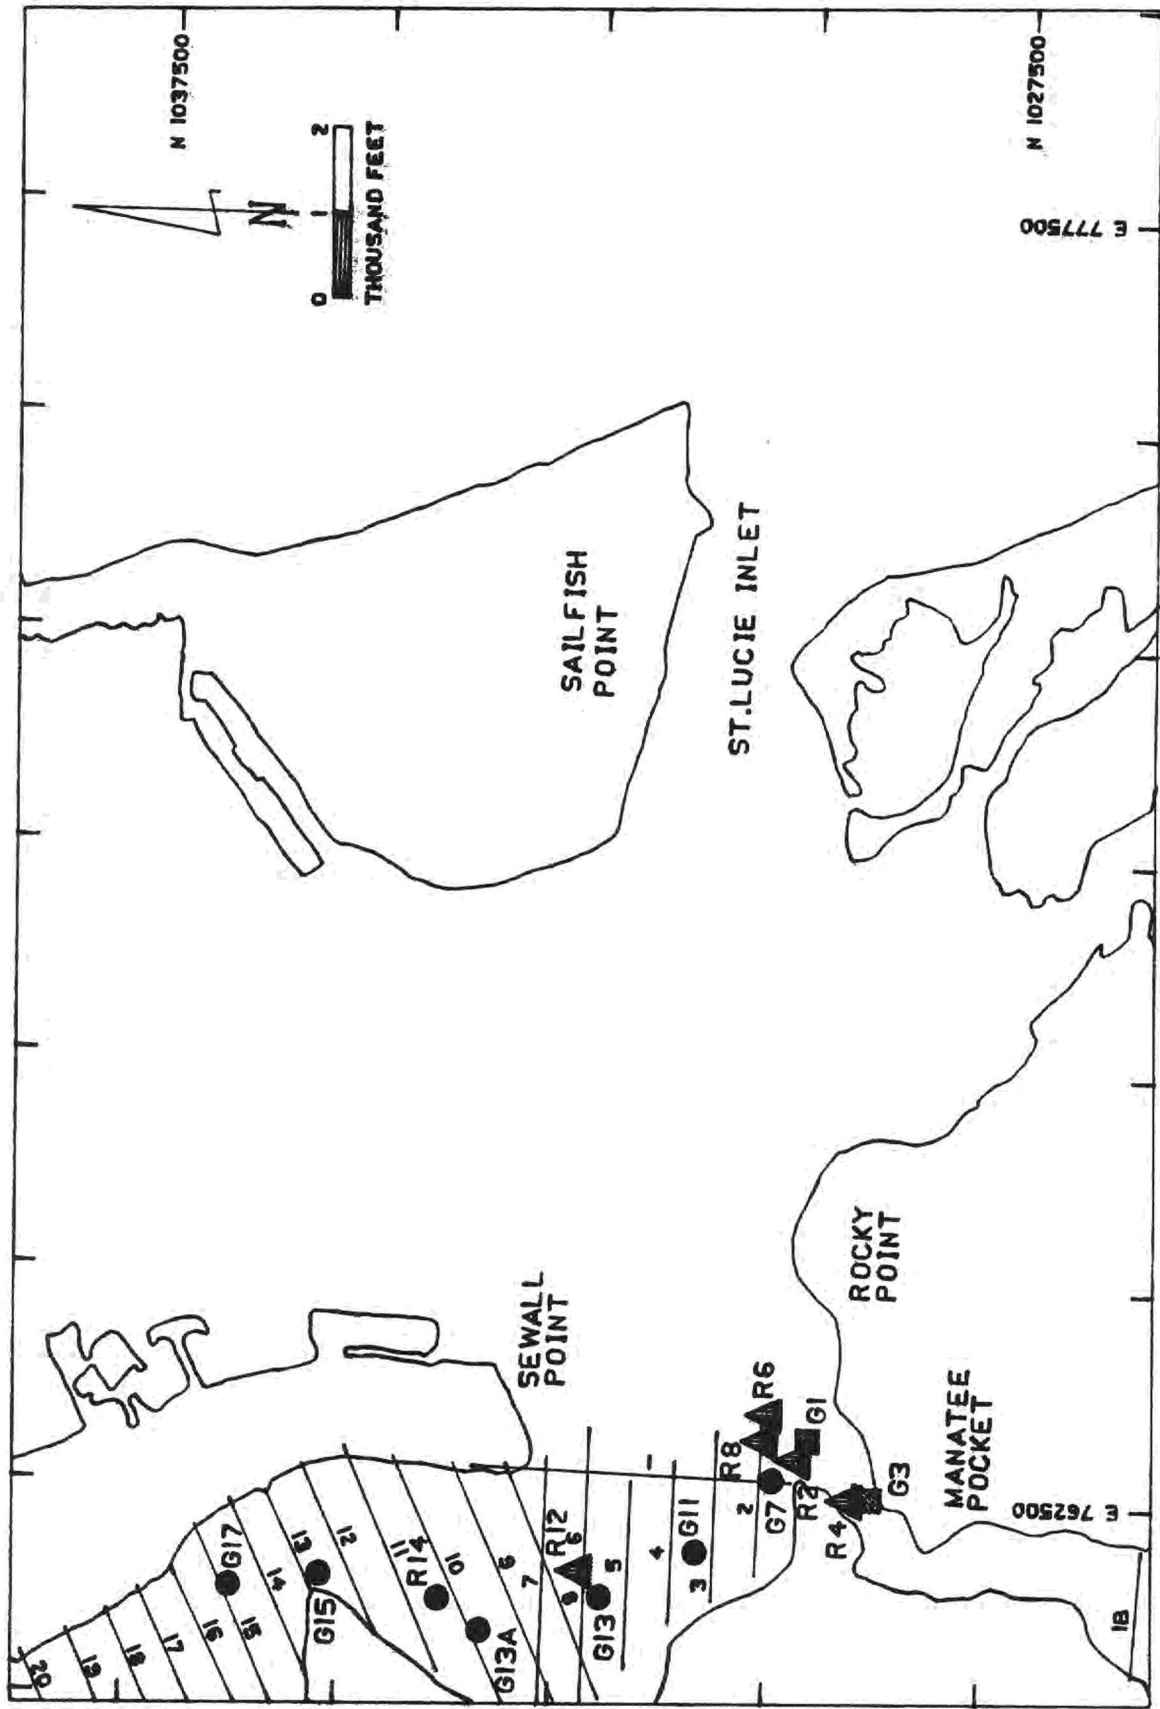 N 1037500
N 1027500
E 777500
E 762500
N
0 1 2
THOUSAND FEET
SAILFISH
POINT
ST.LUCIE INLET
SEWALL
POINT
ROCKY
POINT
MANATEE
POCKET
20
19
18
17
16
15
G17
14
13
G15
12
11
R14
10
G13A
9
7
8
R12
6
G13
5
4
1
G11
3
2
R8
R6
G7
R2
G1
R4
G3
1B